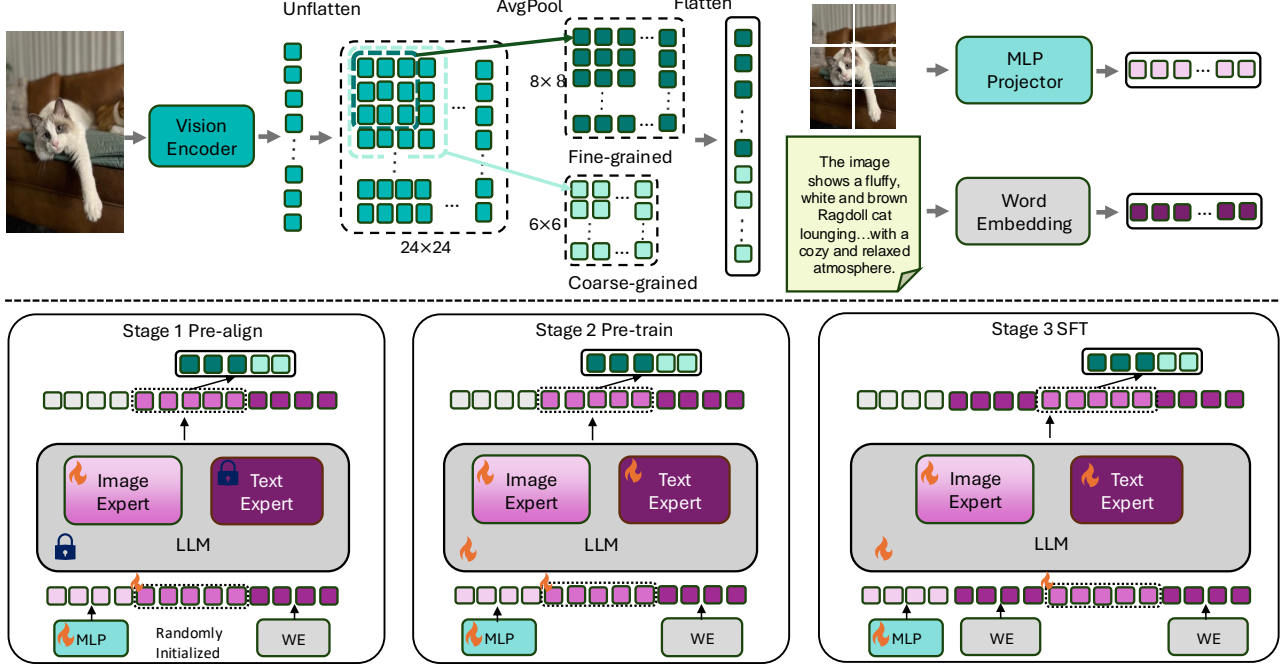 Unflatten
AvgPool
Flatten
Vision
Encoder
24×24
8× 8
Fine-grained
6×6
Coarse-grained
MLP
Projector
The image
shows a fluffy,
white and brown
Ragdoll cat
lounging...with a
cozy and relaxed
atmosphere.
Word
Embedding
Stage 1 Pre-align
Image
Expert
Text
Expert
LLM
MLP
Randomly
Initialized
WE
Stage 2 Pre-train
Image
Expert
Text
Expert
LLM
MLP
WE
Stage 3 SFT
Image
Expert
Text
Expert
LLM
MLP
WE
WE